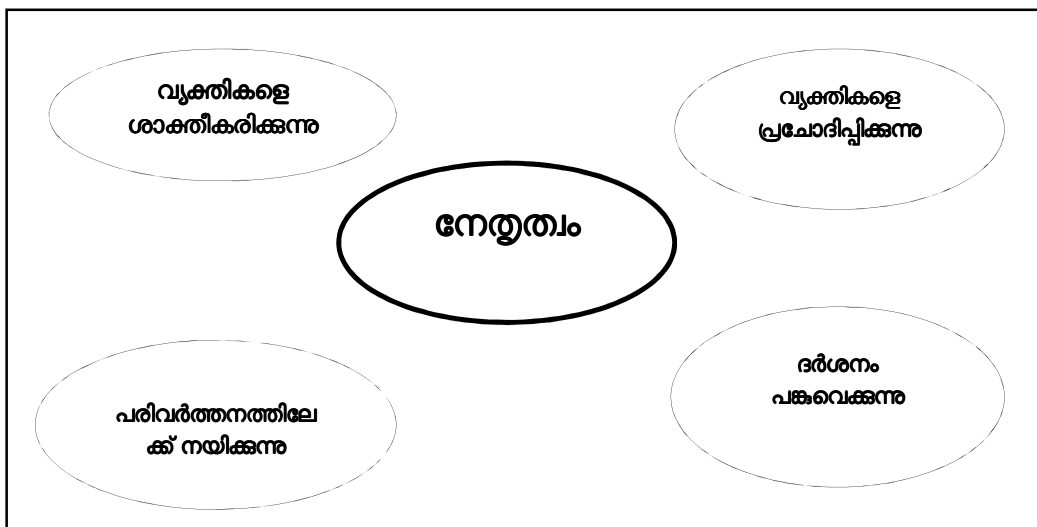 വ്യക്തികളെ
ശാക്തീകരിക്കുന്നു
വ്യക്തികളെ
പ്രചോദിപ്പിക്കുന്നു
നേതൃത്വം
പരിവർത്തനത്തിലേ
ക്ക് നയിക്കുന്നു
ദർശനം
പങ്കുവെക്കുന്നു